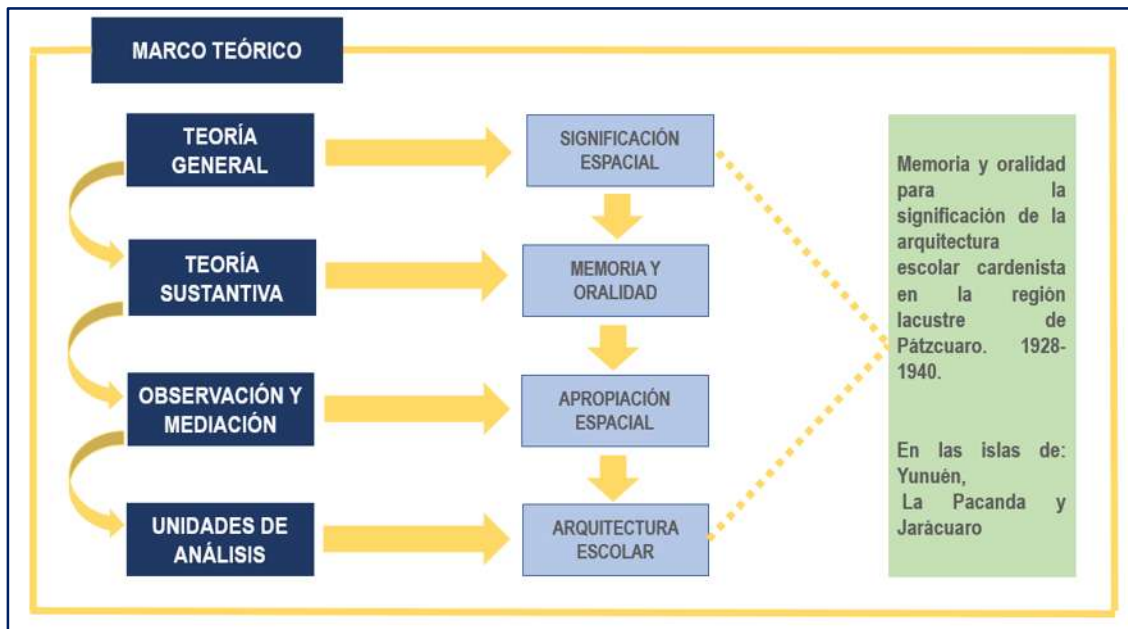 MARCO TEÓRICO
TEORÍA
GENERAL
SIGNIFICACIÓN
ESPACIAL
TEORÍA
SUSTANTIVA
MEMORIA Y
ORALIDAD
OBSERVACIÓN Y
MEDIACIÓN
APROPIACIÓN
ESPACIAL
UNIDADES DE
ANÁLISIS
ARQUITECTURA
ESCOLAR
Memoria y oralidad
para la
significación de la
arquitectura
escolar cardenista
en la región
lacustre de
Pátzcuaro. 1928-
1940.
En las islas de:
Yunuén,
La Pacanda y
Jarácuaro